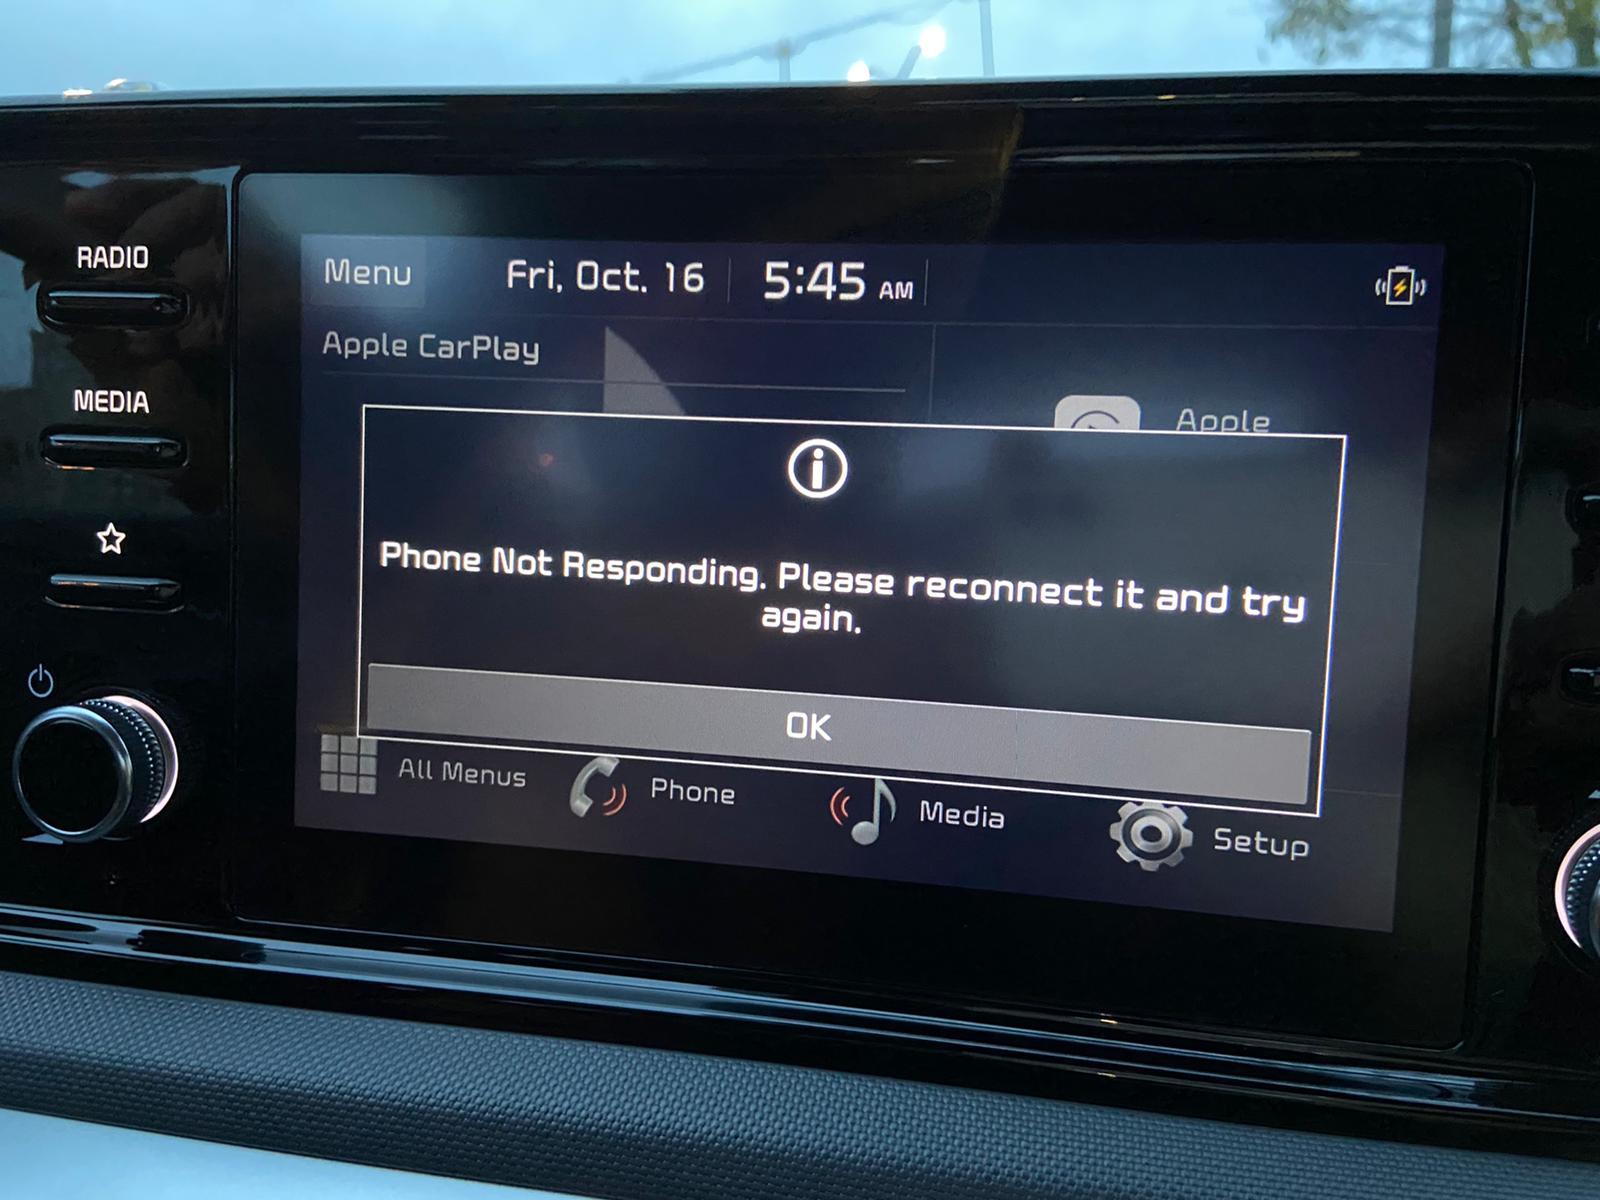 RADIO
MEDIA
Menu
Fri, Oct. 16
5:45 AM
Apple CarPlay
Apple
Phone Not Responding. Please reconnect it and try
again.
OK
All Menus
Phone
Media
Setup